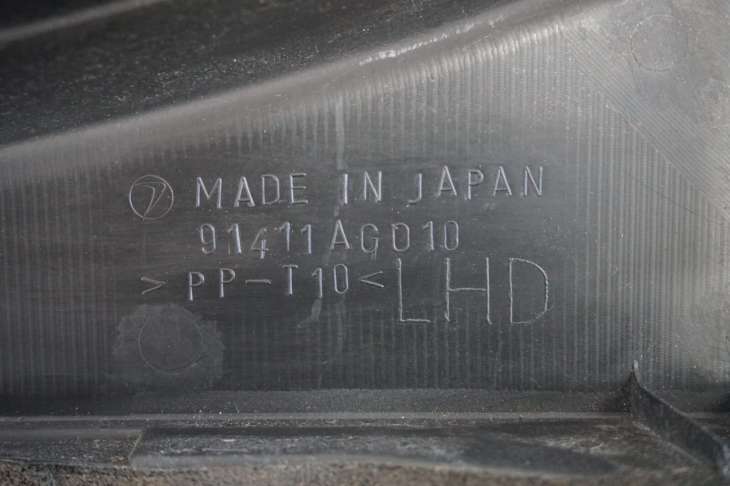 MADE IN JAPAN
91411AG010
>PP-T10< LHD